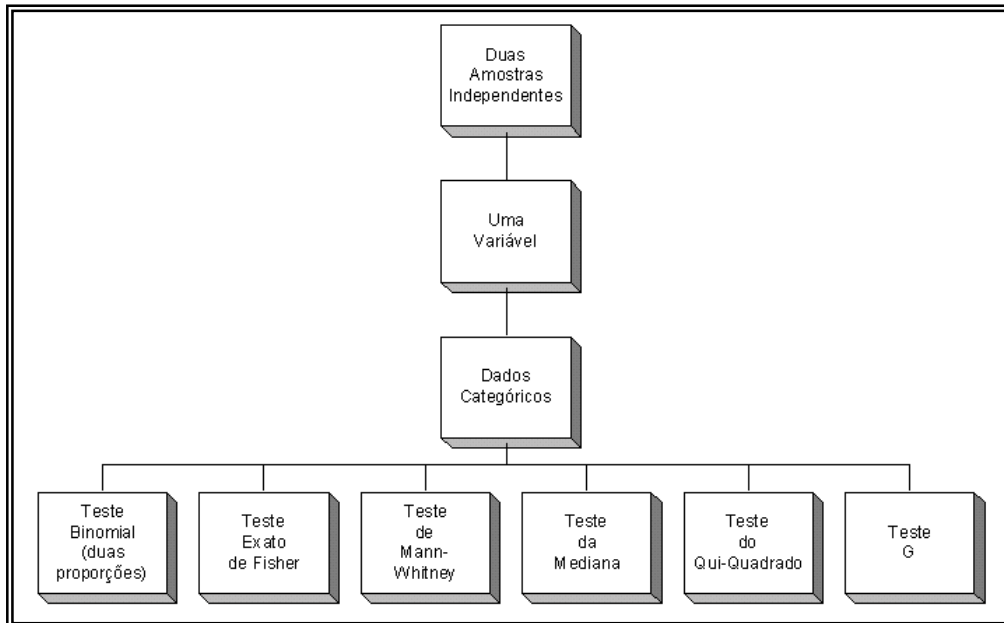 Duas
Amostras
Independentes
Uma
Variável
Dados
Categóricos
Teste
Binomial
(duas
proporções)
Teste
Exato
de Fisher
Teste
de
Mann-
Whitney
Teste
da
Mediana
Teste
do
Qui-Quadrado
Teste
G